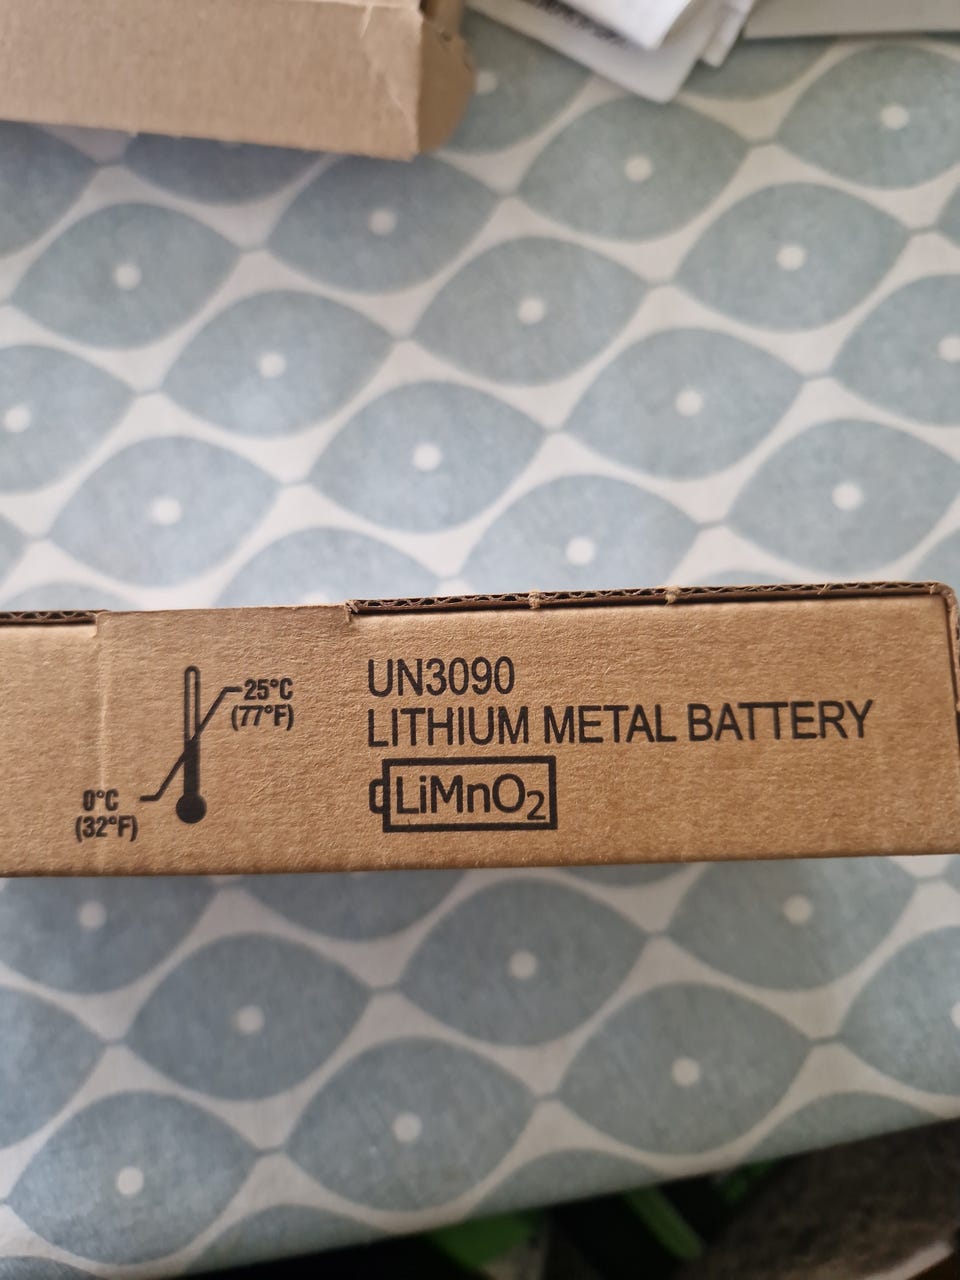 25°C
(77°F)
0°C
(32°F)
UN3090
LITHIUM METAL BATTERY
LiMnO₂